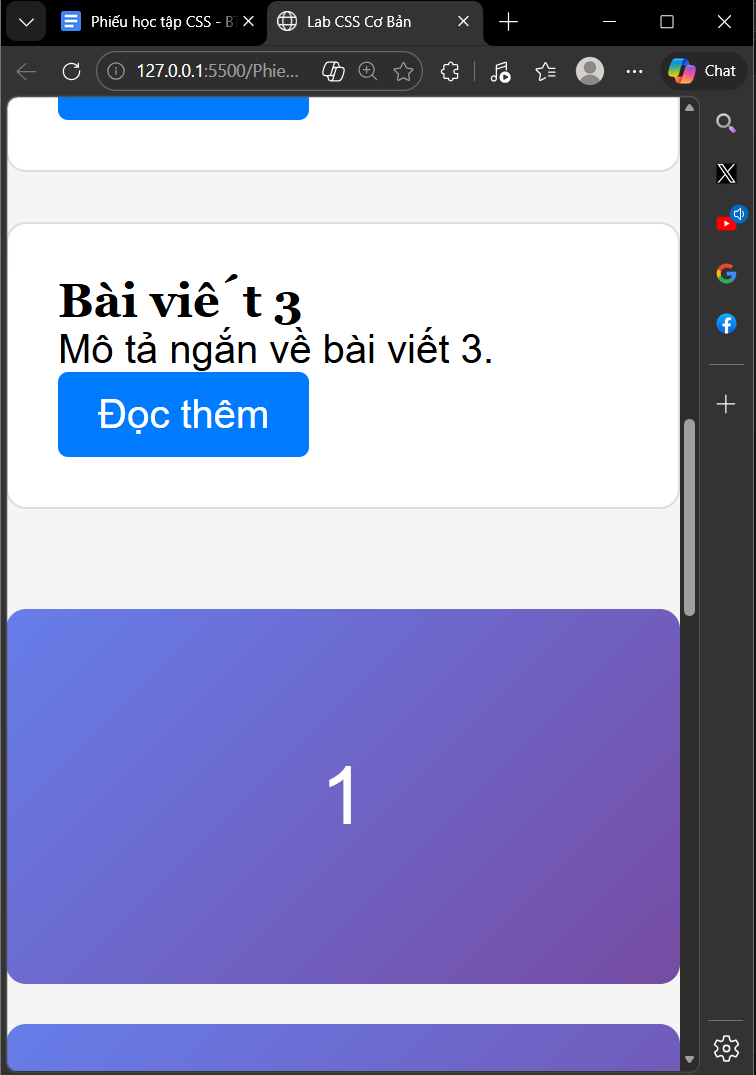 Phiếu học tập CSS - B
Lab CSS Cơ Bản
127.0.0.1:5500/Phie...
Chat
Bài viết 3
Mô tả ngắn về bài viết 3.
Đọc thêm
1